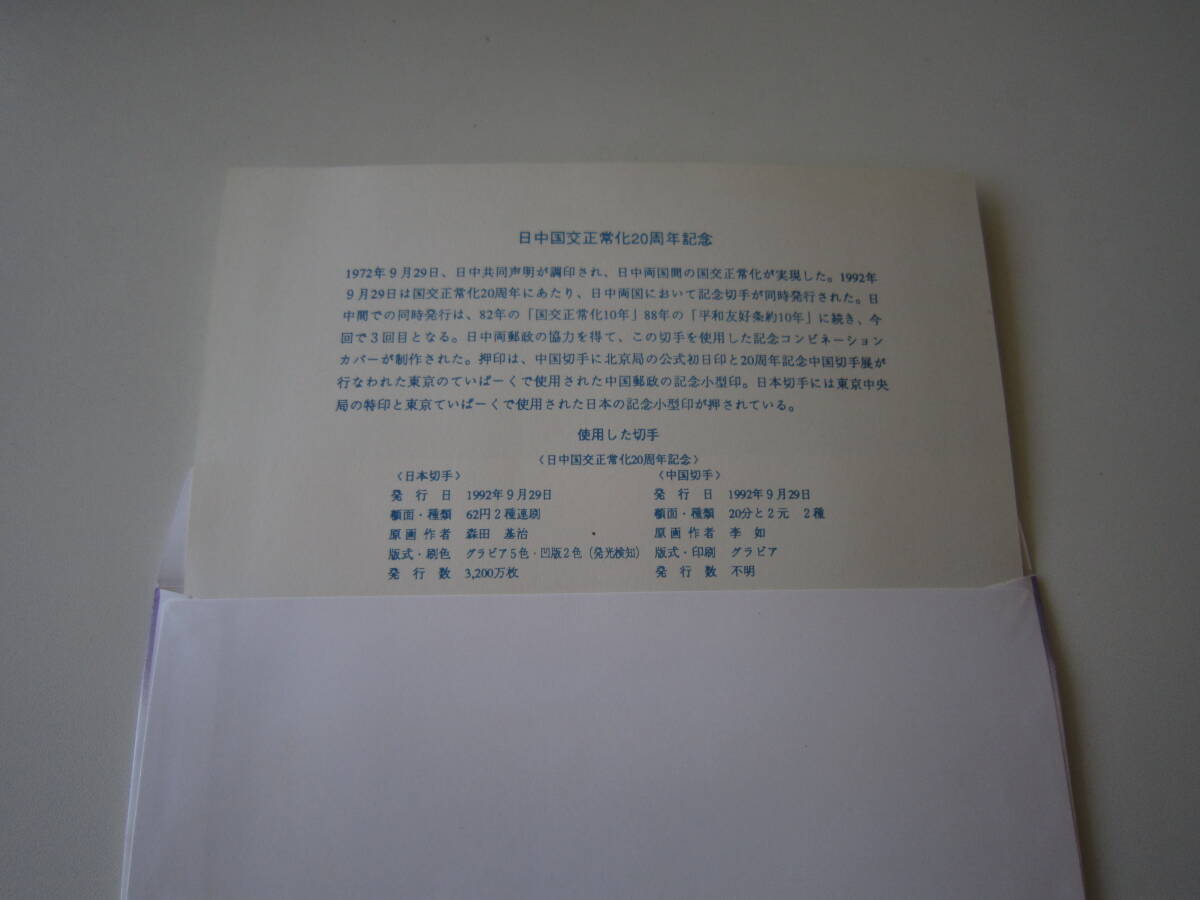 日中国交正常化20周年記念
1972年9月29日、日中共同声明が調印され、日中両国間の国交正常化が実現した。1992年
9月29日は国交正常化20周年にあたり、日中両国において記念切手が同時発行された。日
中間での同時発行は、82年の「国交正常化10年」88年の「平和友好条約10年」に続き、今
回で3回目となる。日中両郵政の協力を得て、この切手を使用した記念コンビネーション
カバーが制作された。押印は、中国切手に北京局の公式初日印と20周年記念中国切手展が
行なわれた東京のていぱーくで使用された中国郵政の記念小型印。日本切手には東京中央
局の特印と東京ていぱーくで使用された日本の記念小型印が押されている。
使用した切手
〈日中国交正常化20周年記念〉
〈日本切手〉
発行日 1992年9月29日
額面・種類 62円2種連刷
原画作者 森田 基治
版式・刷色 グラビア5色・凹版2色（発光検知）
発行数 3,200万枚
〈中国切手〉
発行日 1992年9月29日
額面・種類 20分と2元 2種
原画作者 李 如
版式・印刷 グラビア
発行数 不明